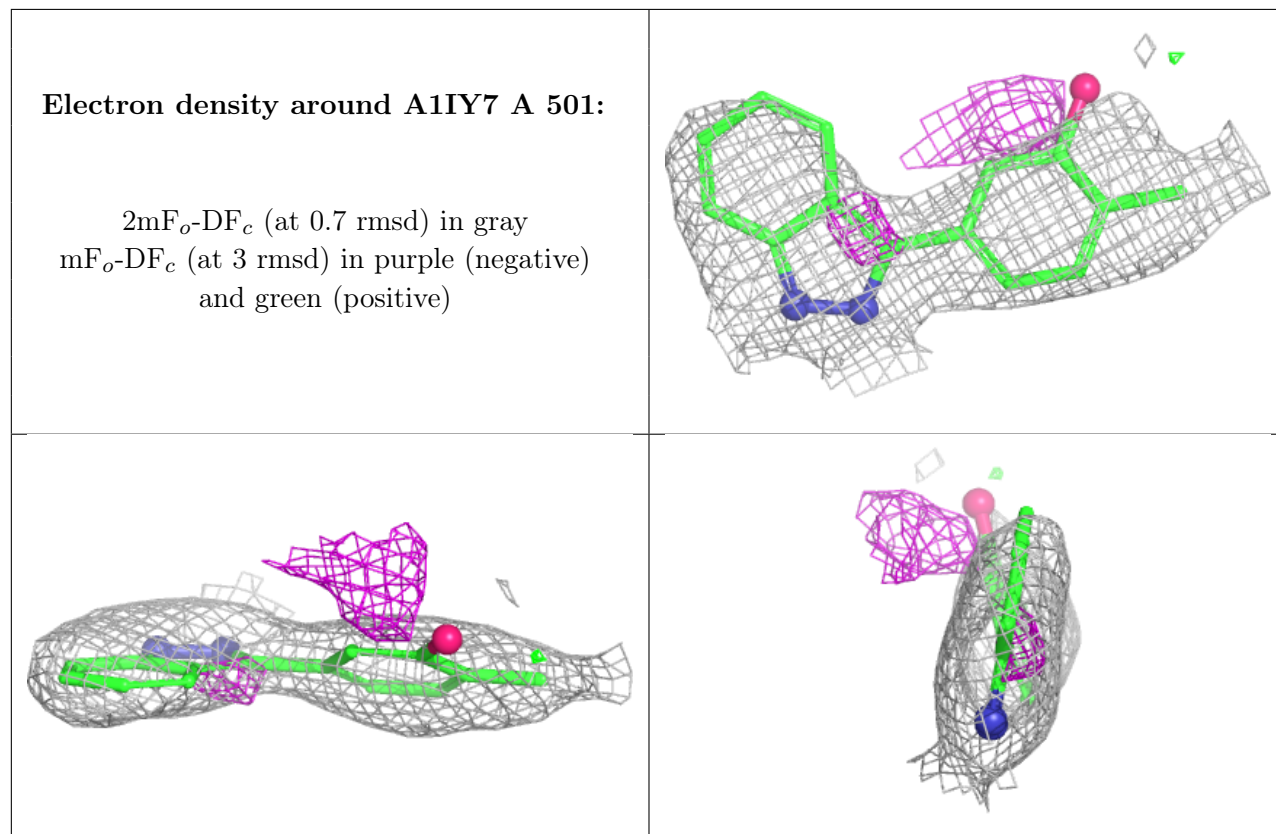 Electron density around A1IY7 A 501:
2mFo-DFc (at 0.7 rmsd) in gray
mFo-DFc (at 3 rmsd) in purple (negative)
and green (positive)